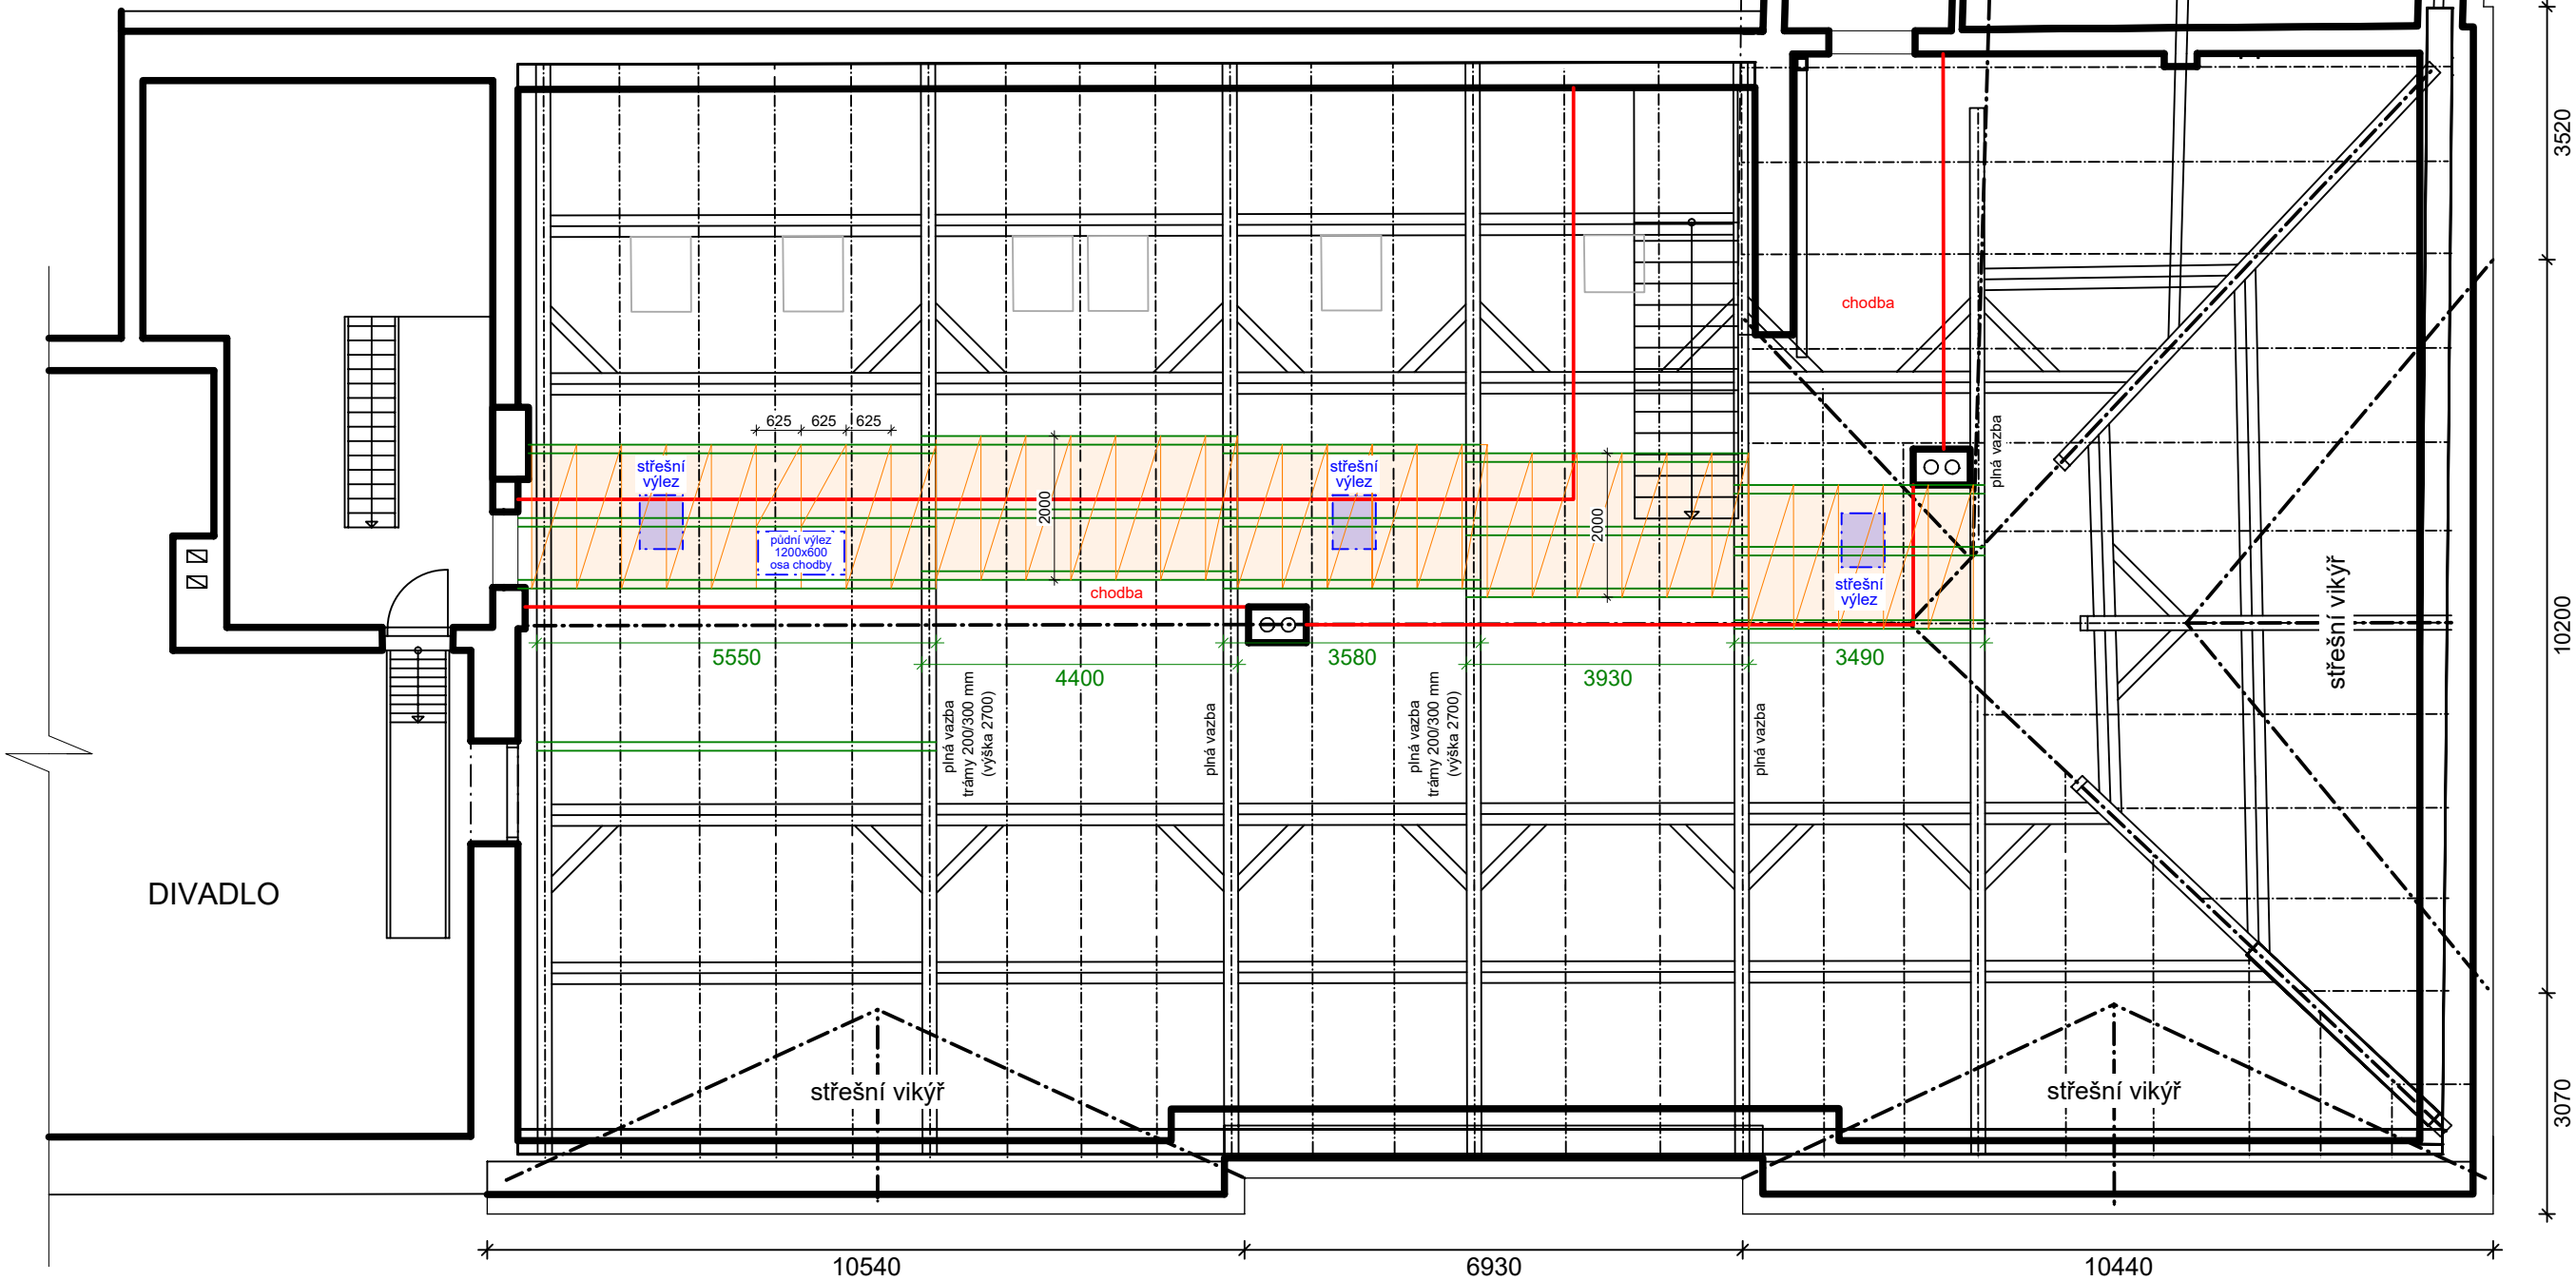 3520
chodba
625
625
625
střešní
výlez
střešní
výlez
plná vazba
2000
2000
půdní výlez
1200x600
osa chodby
střešní
výlez
chodba
střešní vikýř
10200
5550
4400
3580
3930
3490
plná vazba
trámy 200/300 mm
(výška 2700)
plná vazba
plná vazba
trámy 200/300 mm
(výška 2700)
plná vazba
DIVADLO
střešní vikýř
střešní vikýř
3070
10540
6930
10440